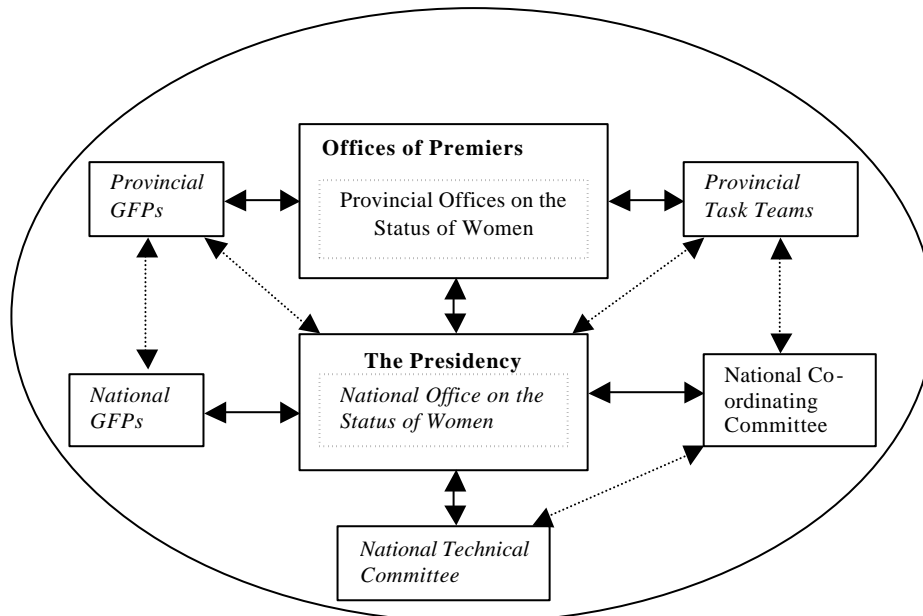 Offices of Premiers
Provincial
GFPs
Provincial Offices on the
Status of Women
Provincial
Task Teams
The Presidency
National Office on the
Status of Women
National
GFPs
National Co-
ordinating
Committee
National Technical
Committee